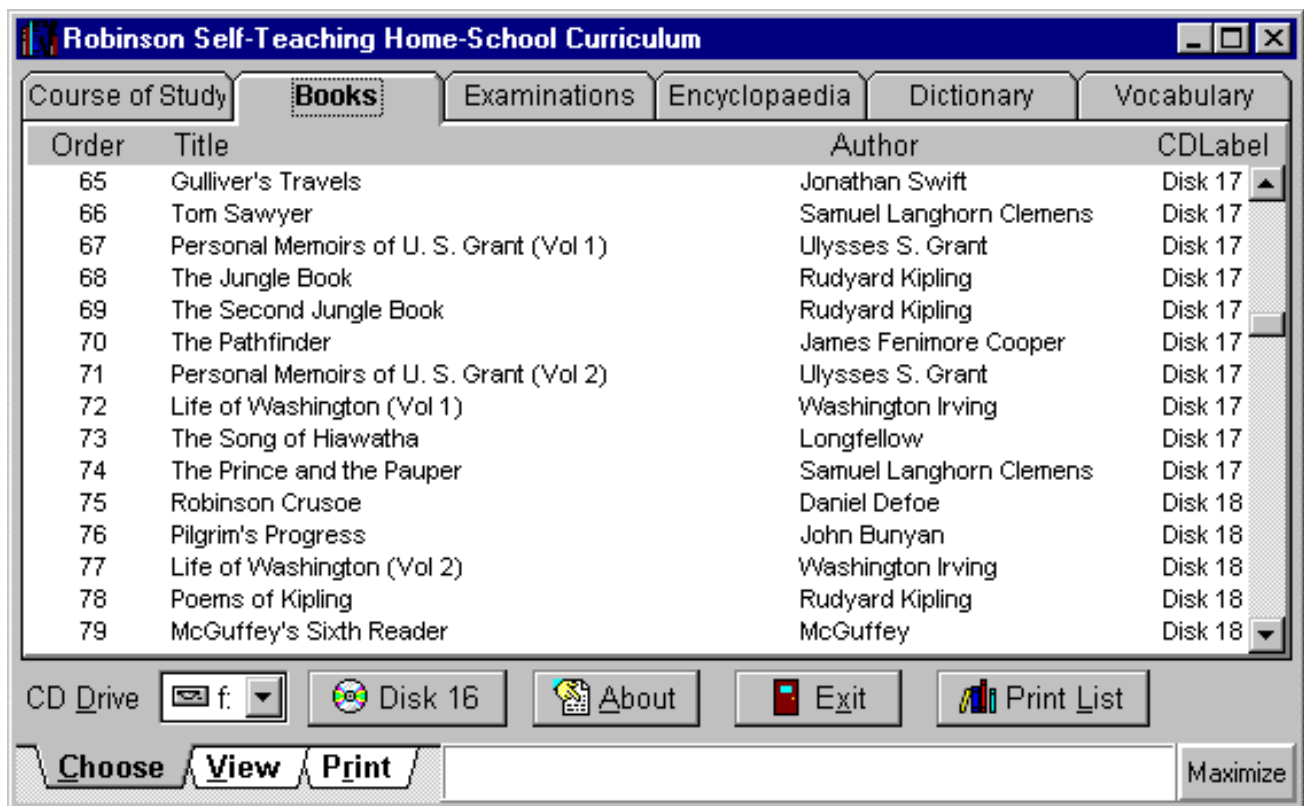 Robinson Self-Teaching Home-School Curriculum
Course of Study Books Examinations Encyclopaedia Dictionary Vocabulary
Order Title Author CDLabel
65 Gulliver's Travels Jonathan Swift Disk 17
66 Tom Sawyer Samuel Langhorn Clemens Disk 17
67 Personal Memoirs of U. S. Grant (Vol 1) Ulysses S. Grant Disk 17
68 The Jungle Book Rudyard Kipling Disk 17
69 The Second Jungle Book Rudyard Kipling Disk 17
70 The Pathfinder James Fenimore Cooper Disk 17
71 Personal Memoirs of U. S. Grant (Vol 2) Ulysses S. Grant Disk 17
72 Life of Washington (Vol 1) Washington Irving Disk 17
73 The Song of Hiawatha Longfellow Disk 17
74 The Prince and the Pauper Samuel Langhorn Clemens Disk 17
75 Robinson Crusoe Daniel Defoe Disk 18
76 Pilgrim's Progress John Bunyan Disk 18
77 Life of Washington (Vol 2) Washington Irving Disk 18
78 Poems of Kipling Rudyard Kipling Disk 18
79 McGuffey's Sixth Reader McGuffey Disk 18
CD Drive f: Disk 16 About Exit Print List
Choose View Print Maximize